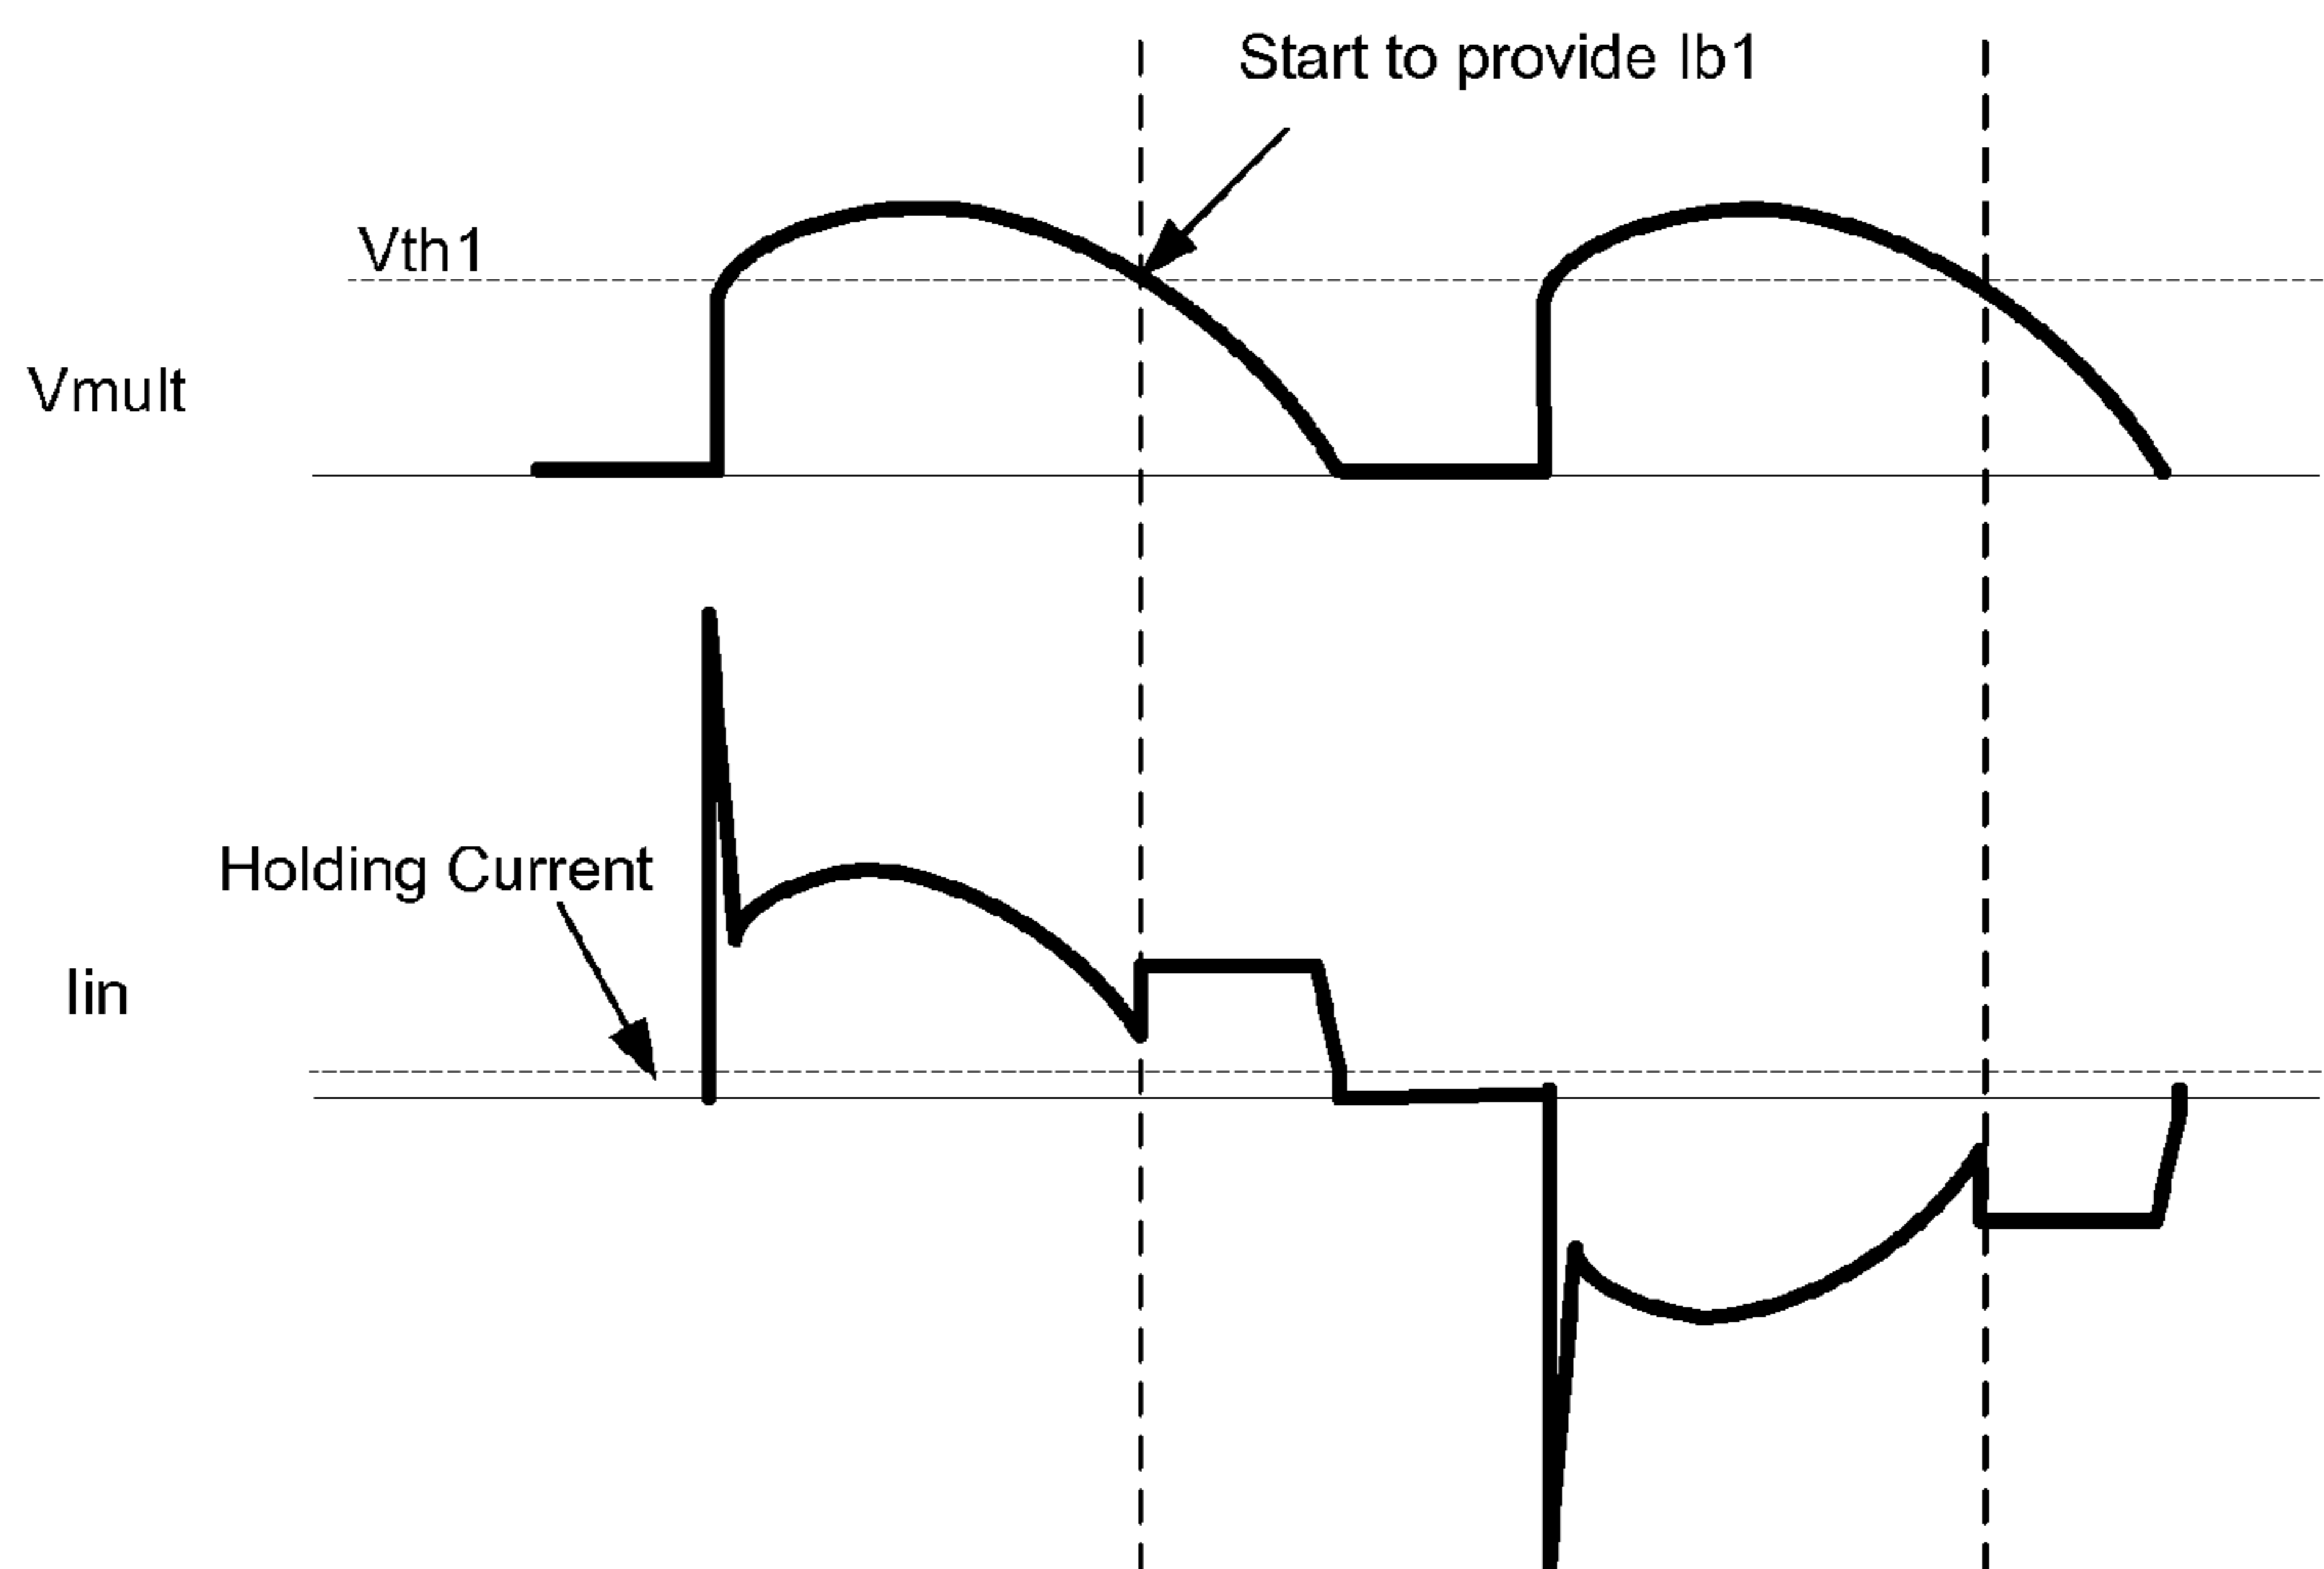 Start to provide Ib1
Vth1
Vmult
Holding Current
Iin